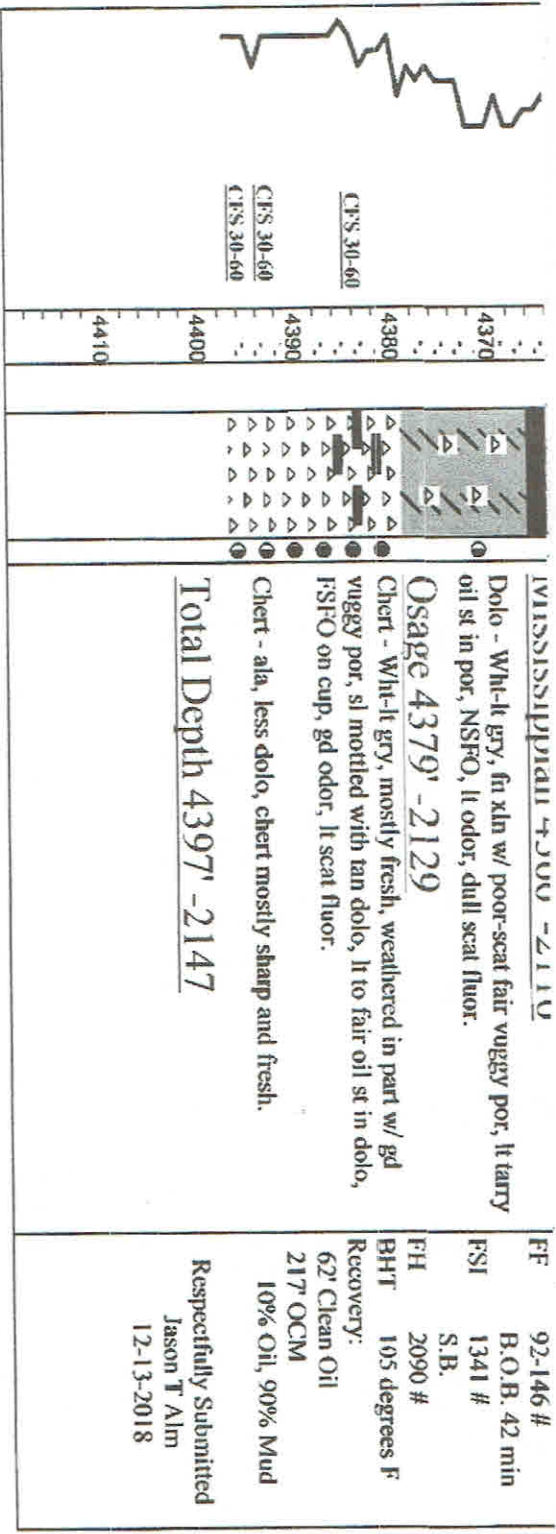 CFS 30-60
CFS 30-60
CFS 30-60
4370
4380
4390
4400
4410
Mississippian -2110
Dolo - Wht-lt gry, fn xln w/ poor-scat fair vuggy por, lt tarry
oil st in por, NSFO, lt odor, dull scat fluor.
Osage 4379' -2129
Chert - Wht-lt gry, mostly fresh, weathered in part w/ gd
vuggy por, sl mottled with tan dolo, lt to fair oil st in dolo,
FSFO on cup, gd odor, lt scat fluor.
Chert - ala, less dolo, chert mostly sharp and fresh.
Total Depth 4397' -2147
FF 92-146 #
B.O.B. 42 min
FSI 1341 #
S.B.
FH 2090 #
BHT 105 degrees F
Recovery:
62' Clean Oil
217' OCM
10% Oil, 90% Mud
Respectfully Submitted
Jason T Alm
12-13-2018